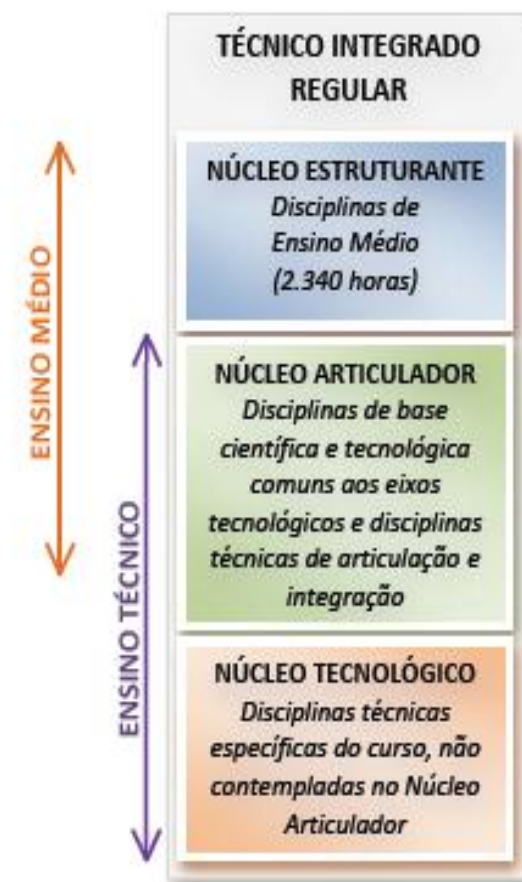 TÉCNICO INTEGRADO
REGULAR
ENSINO MÉDIO
NÚCLEO ESTRUTURANTE
Disciplinas de
Ensino Médio
(2.340 horas)
ENSINO TÉCNICO
NÚCLEO ARTICULADOR
Disciplinas de base
científica e tecnológica
comuns aos eixos
tecnológicos e disciplinas
técnicas de articulação e
integração
NÚCLEO TECNOLÓGICO
Disciplinas técnicas
específicas do curso, não
contempladas no Núcleo
Articulador